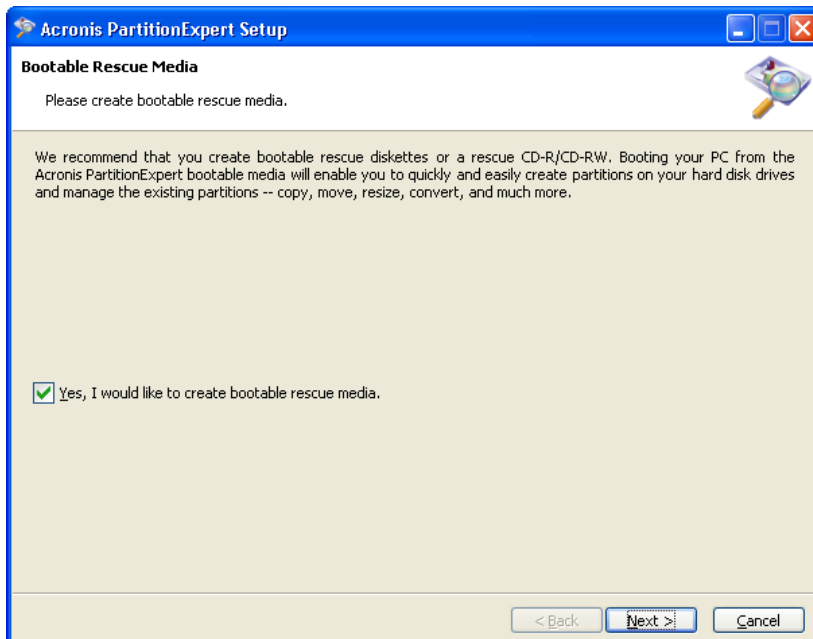 Acronis PartitionExpert Setup
Bootable Rescue Media
Please create bootable rescue media.
We recommend that you create bootable rescue diskettes or a rescue CD-R/CD-RW. Booting your PC from the
Acronis PartitionExpert bootable media will enable you to quickly and easily create partitions on your hard disk drives
and manage the existing partitions -- copy, move, resize, convert, and much more.
Yes, I would like to create bootable rescue media.
< Back Next > Cancel